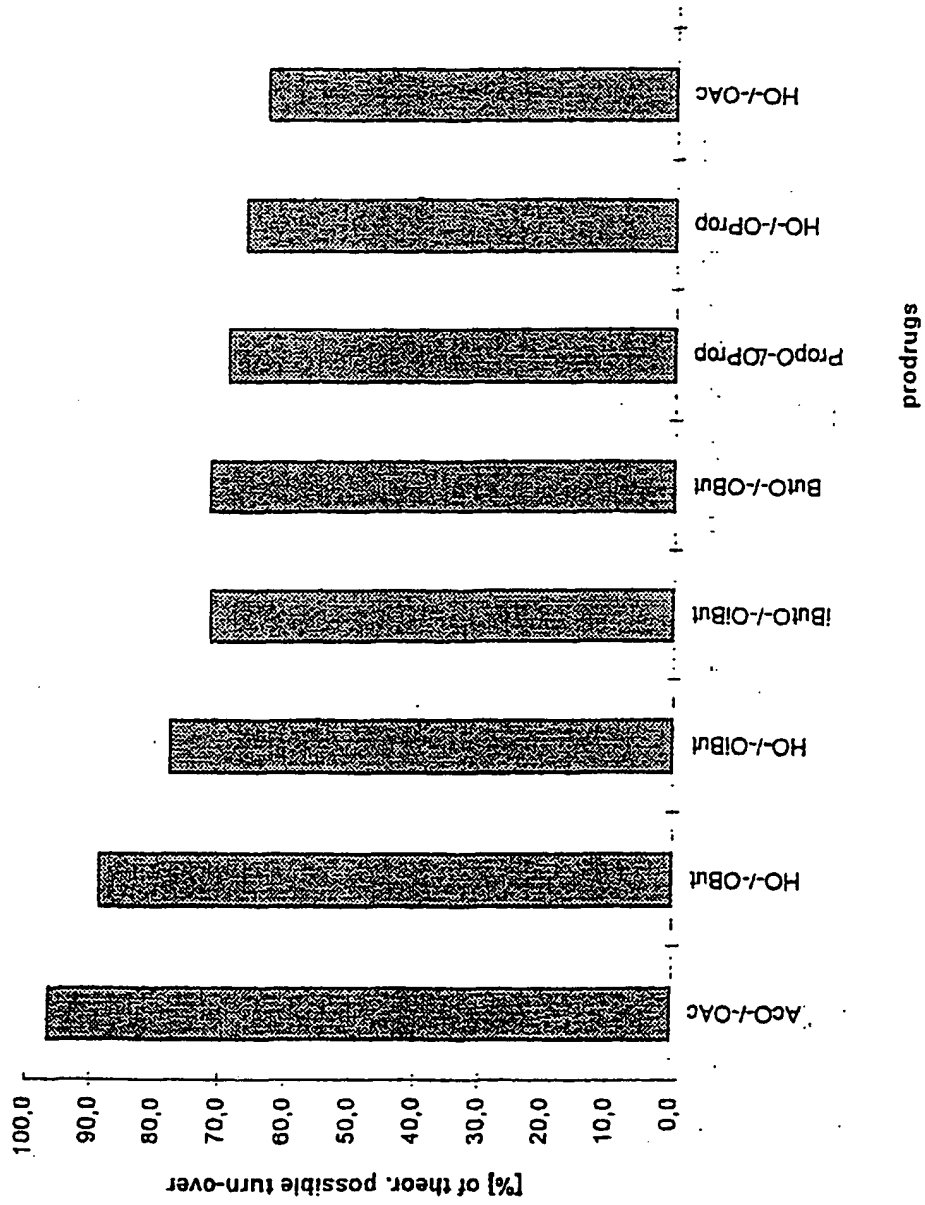 [%] of theor. possible turn-over
100,0
90,0
80,0
70,0
60,0
50,0
40,0
30,0
20,0
10,0
0,0
AcO-/-OAc
HO-/-OBut
HO-/-OiBut
iButO-/-OiBut
ButO-/-OBut
PropO-/OProp
HO-/-OProp
HO-/-OAc
prodrugs